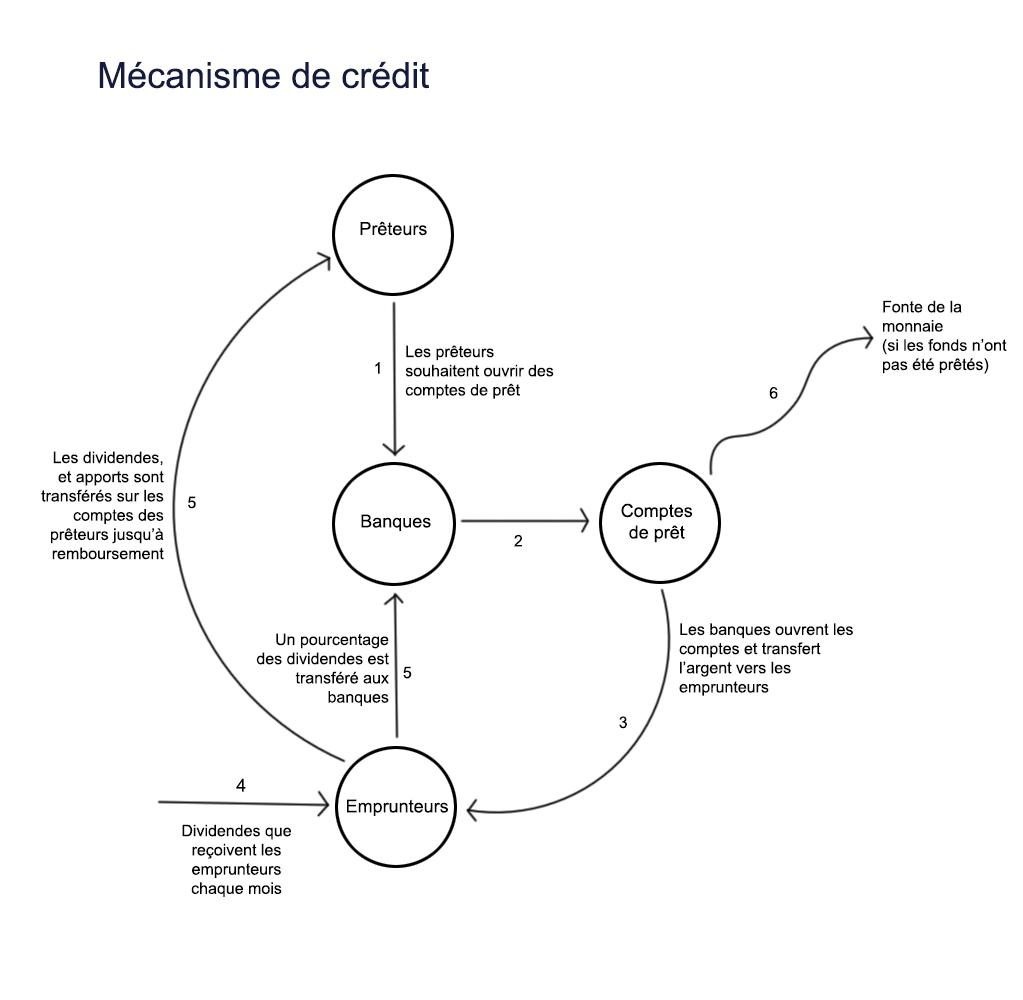 Mécanisme de crédit
Prêteurs
1
Les prêteurs
souhaitent ouvrir des
comptes de prêt
Fonte de la
monnaie
(si les fonds n'ont
pas été prêtés)
6
Les dividendes,
et apports sont
transférés sur les
comptes des
prêteurs jusqu'à
remboursement
5
Banques
2
Comptes
de prêt
Un pourcentage
des dividendes est
transféré aux
banques
5
Les banques ouvrent les
comptes et transfert
l'argent vers les
emprunteurs
3
4
Emprunteurs
Dividendes que
reçoivent les
emprunteurs
chaque mois